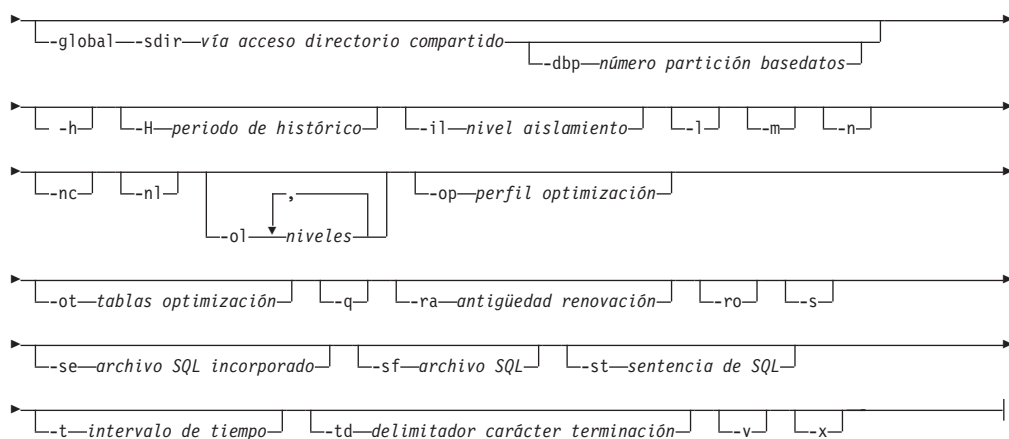 -global -sdir vía acceso directorio compartido
-dbp número partición basedatos
-h -H periodo de histórico -il nivel aislamiento -l -m -n
-nc -nl , -op perfil optimización
-ol niveles
-ot tablas optimización -q -ra antigüedad renovación -ro -s
-se archivo SQL incorporado -sf archivo SQL -st sentencia de SQL
-t intervalo de tiempo -td delimitador carácter terminación -v -x